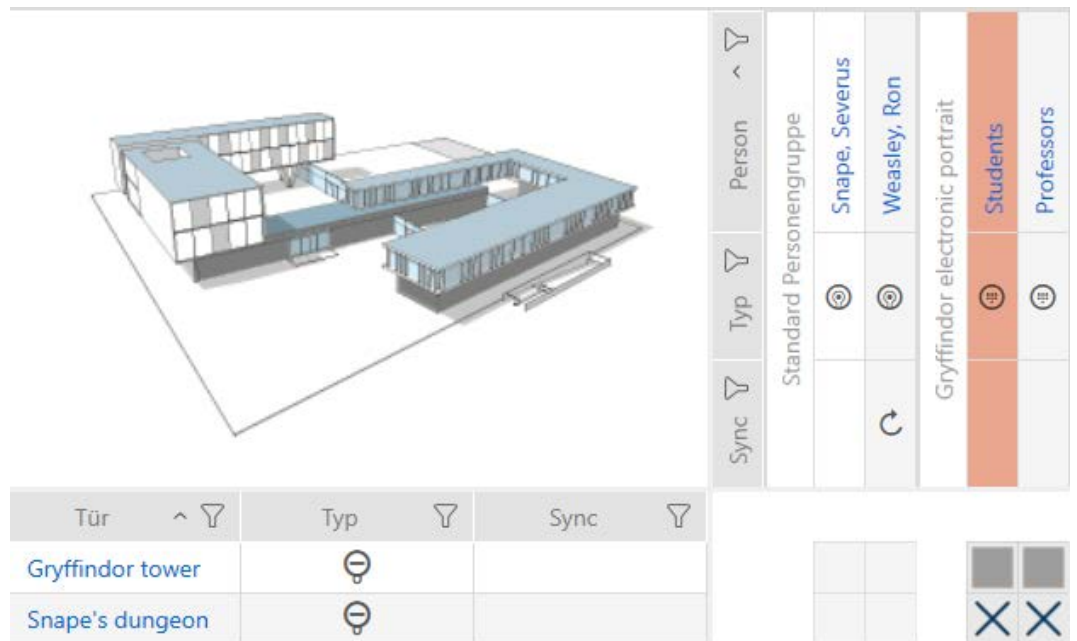 Person
Typ
Sync
Standard Personengruppe
Snape, Severus
Weasley, Ron
Gryffindor electronic portrait
Students
Professors
Tür Typ Sync
Gryffindor tower
Snape's dungeon